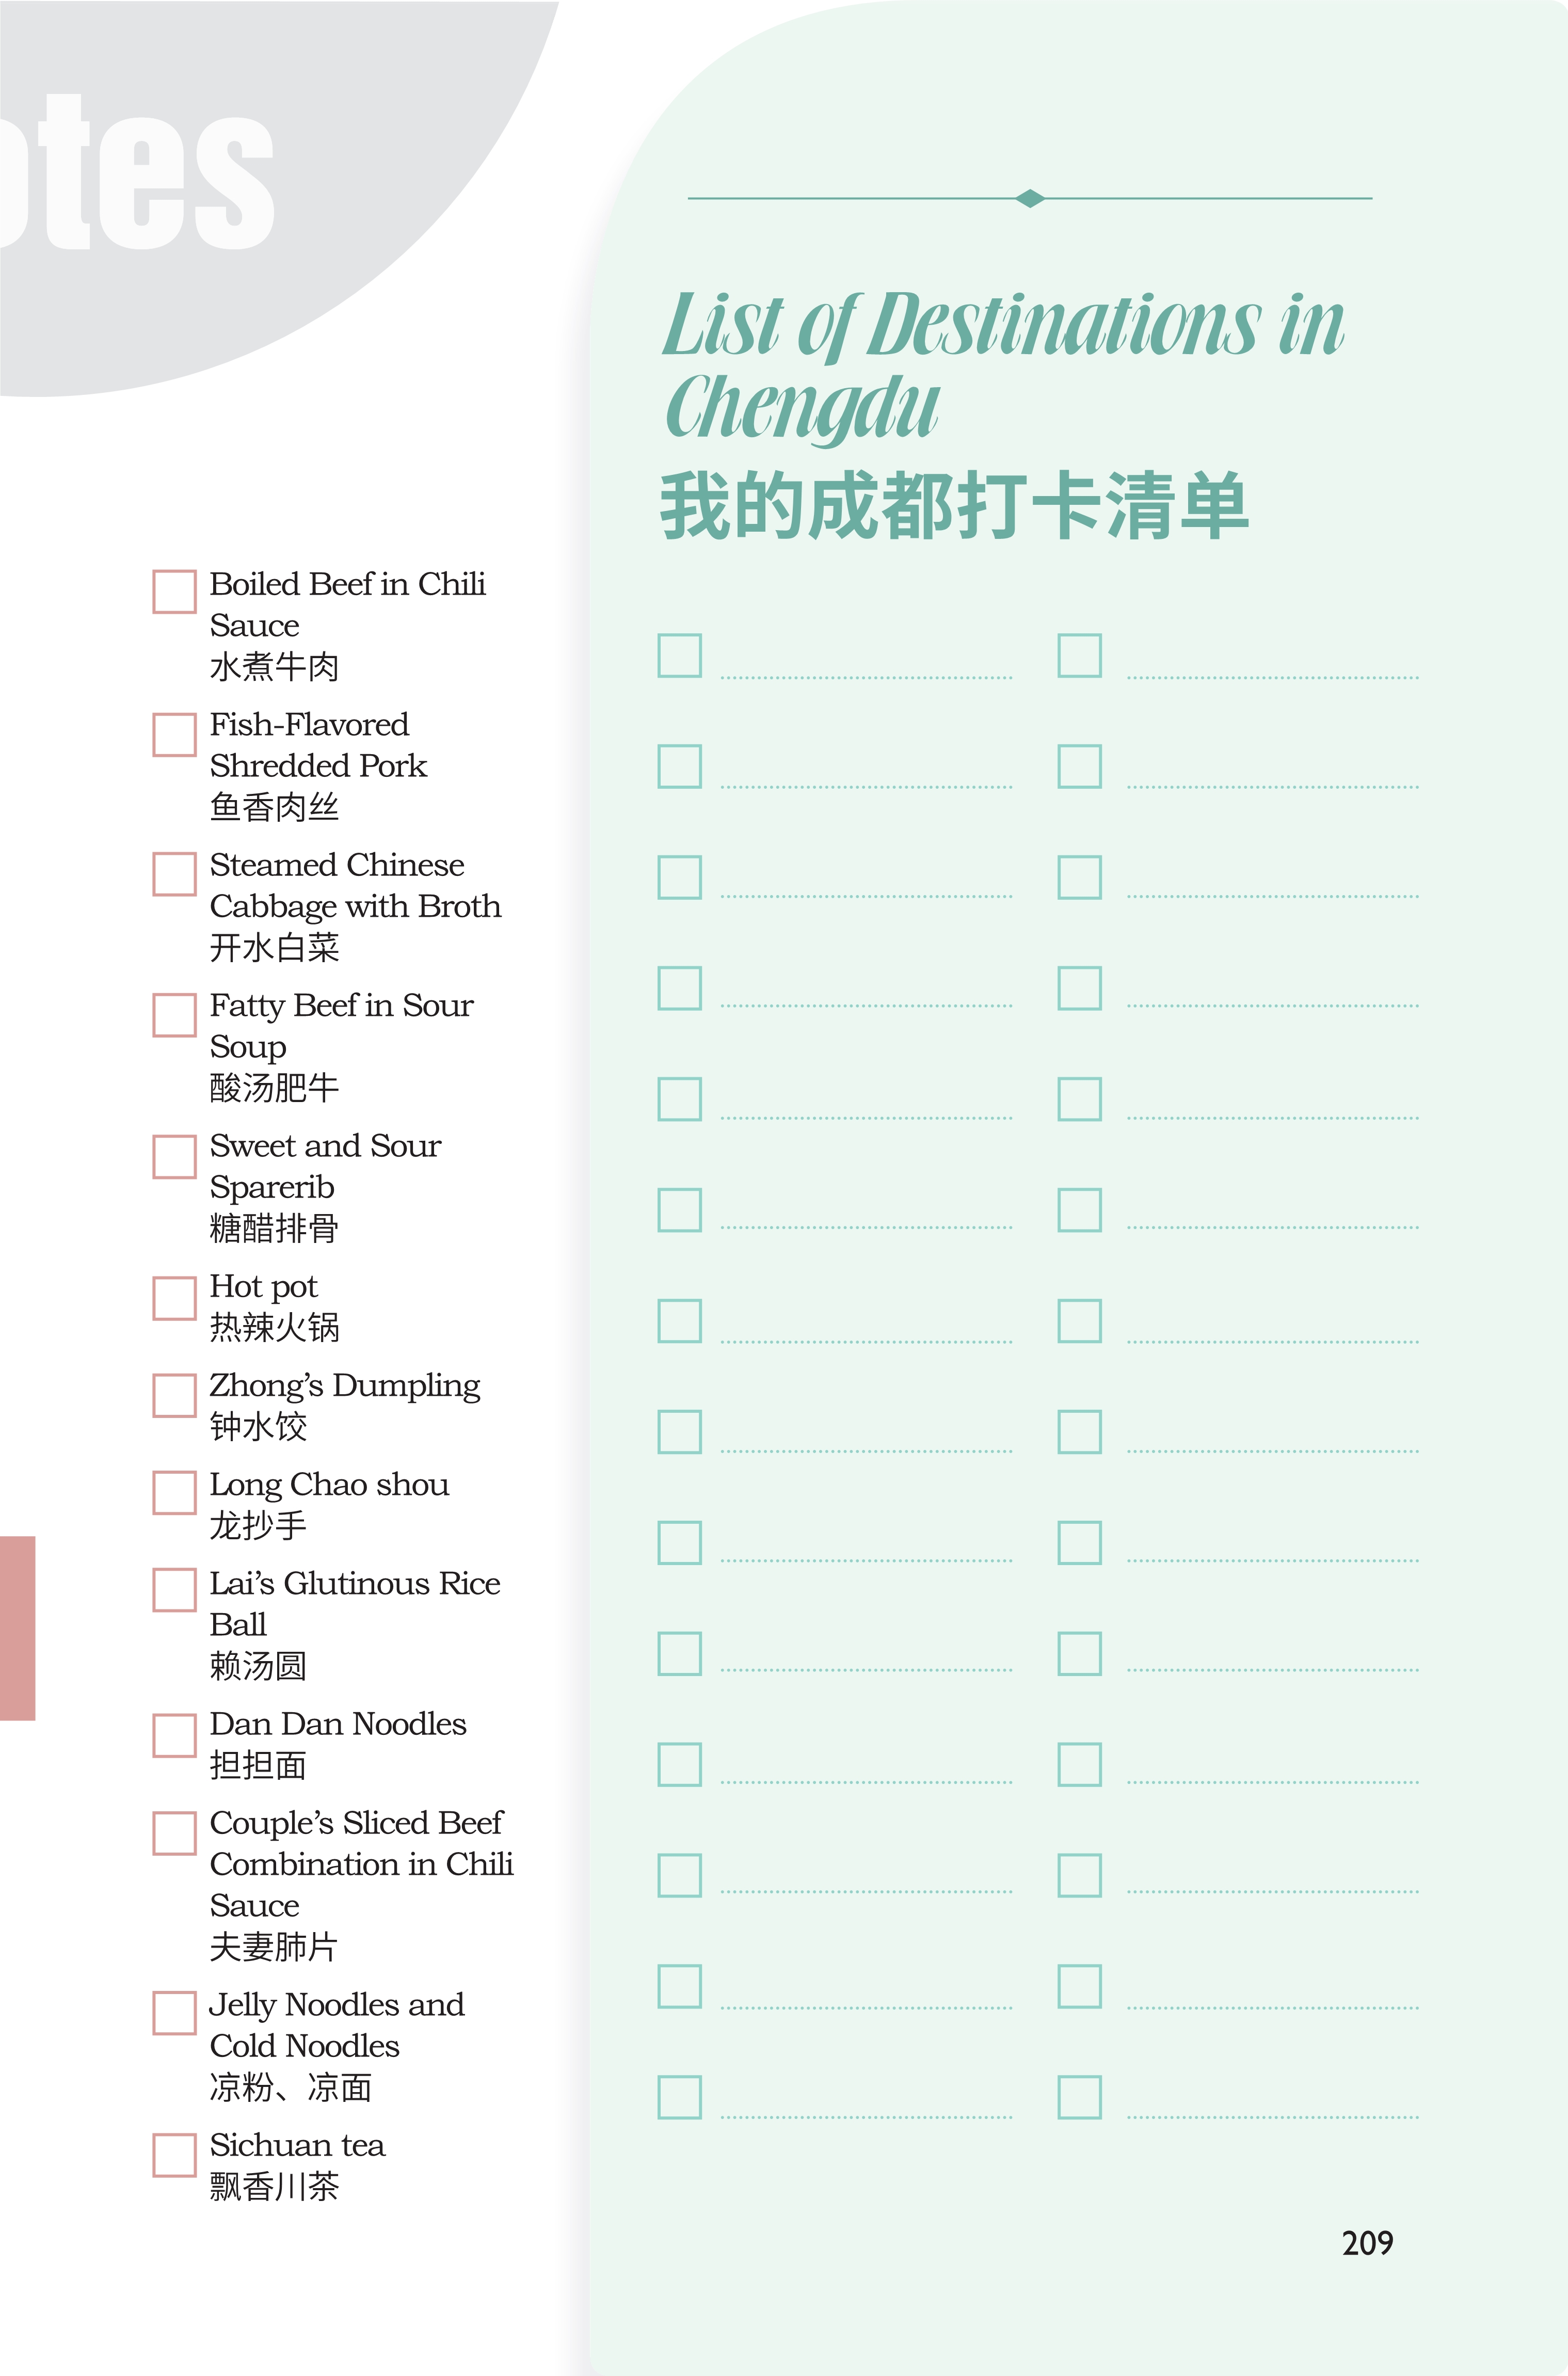 otes
Boiled Beef in Chili
Sauce
水煮牛肉
Fish-Flavored
Shredded Pork
鱼香肉丝
Steamed Chinese
Cabbage with Broth
开水白菜
Fatty Beef in Sour
Soup
酸汤肥牛
Sweet and Sour
Sparerib
糖醋排骨
Hot pot
热辣火锅
Zhong’s Dumpling
钟水饺
Long Chao shou
龙抄手
Lai’s Glutinous Rice
Ball
赖汤圆
Dan Dan Noodles
担担面
Couple’s Sliced Beef
Combination in Chili
Sauce
夫妻肺片
Jelly Noodles and
Cold Noodles
凉粉、凉面
Sichuan tea
飘香川茶
List of Destinations in
Chengdu
我的成都打卡清单
209